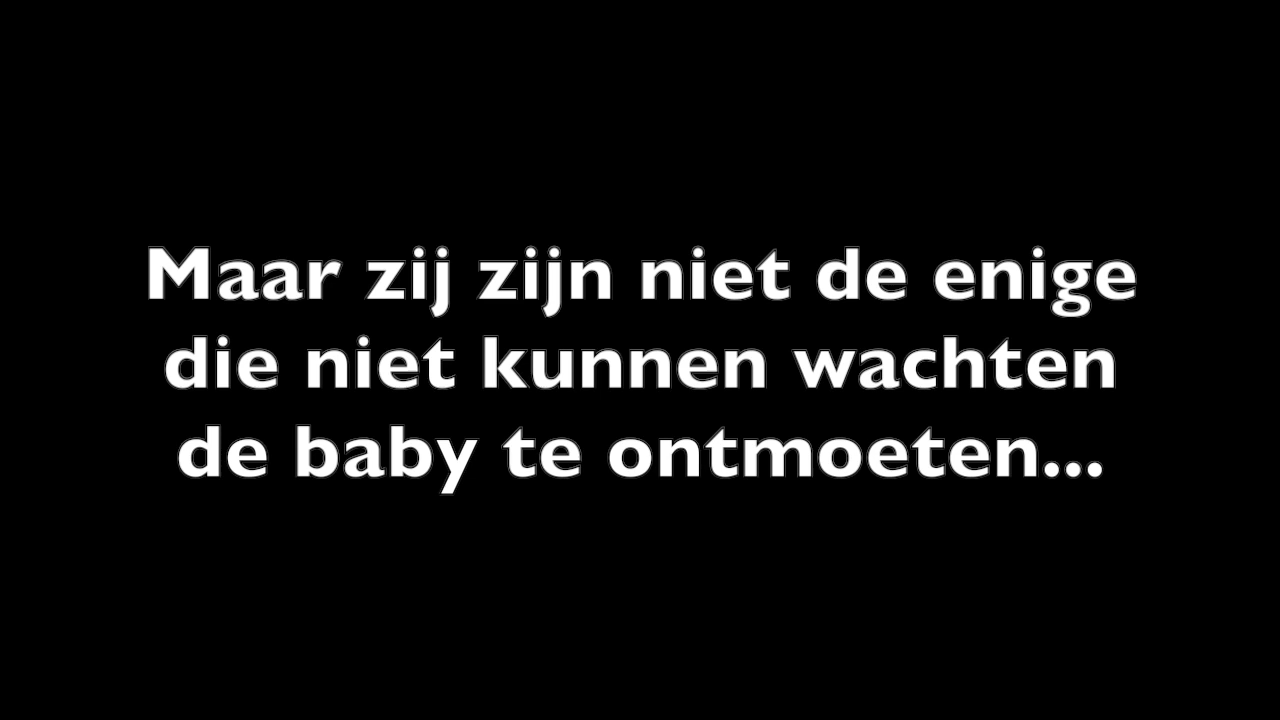 Maar zij zijn niet de enige
die niet kunnen wachten
de baby te ontmoeten...